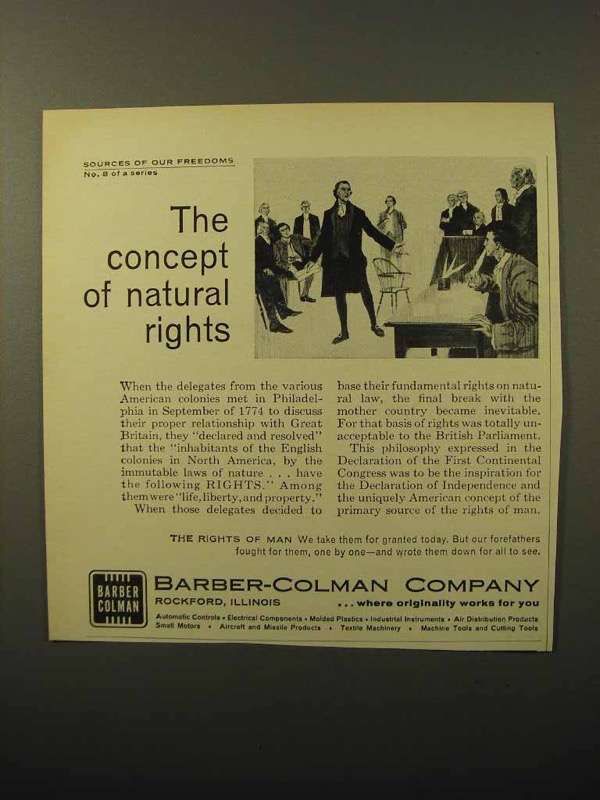 SOURCES OF OUR FREEDOMS
No. 8 of a series
The
concept
of natural
rights
When the delegates from the various
American colonies met in Philadel-
phia in September of 1774 to discuss
their proper relationship with Great
Britain, they “declared and resolved”
that the “inhabitants of the English
colonies in North America, by the
immutable laws of nature . . . have
the following RIGHTS.” Among
them were “life, liberty, and property.”
When those delegates decided to
base their fundamental rights on natu-
ral law, the final break with the
mother country became inevitable.
For that basis of rights was totally un-
acceptable to the British Parliament.
This philosophy expressed in the
Declaration of the First Continental
Congress was to be the inspiration for
the Declaration of Independence and
the uniquely American concept of the
primary source of the rights of man.
THE RIGHTS OF MAN We take them for granted today. But our forefathers
fought for them, one by one—and wrote them down for all to see.
BARBER
COLMAN
BARBER-COLMAN COMPANY
ROCKFORD, ILLINOIS . . . where originality works for you
Automatic Controls • Electrical Components • Molded Plastics • Industrial Instruments • Air Distribution Products
Small Motors • Aircraft and Missile Products • Textile Machinery • Machine Tools and Cutting Tools